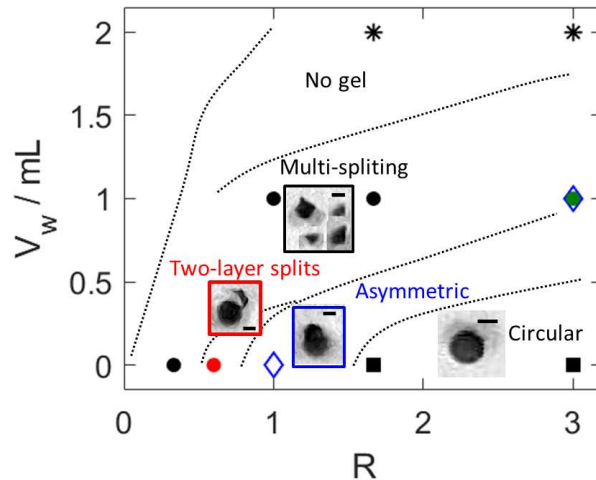 2
No gel
1.5
Multi-spliting
V_w / mL
1
Two-layer splits
0.5
Asymmetric
Circular
0
0
1
2
3
R